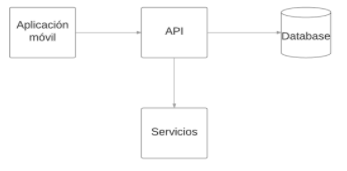 Aplicación
móvil
API
Database
Servicios